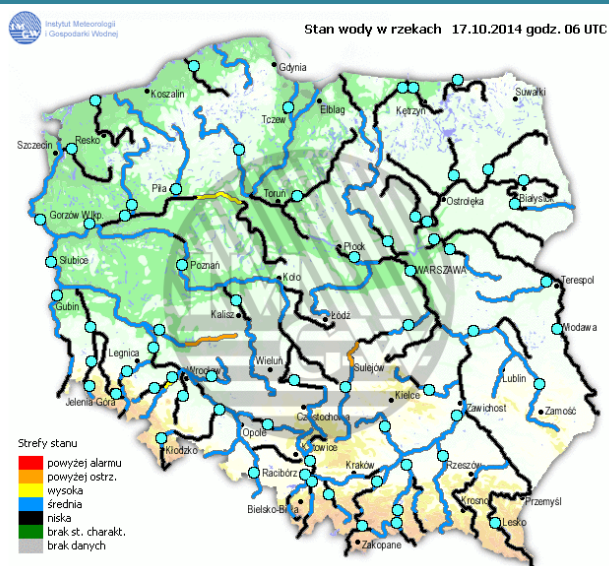 IMGW
Instytut Meteorologii
i Gospodarki Wodnej
Stan wody w rzekach 17.10.2014 godz. 06 UTC
Gdynia
Koszalin
Suwałki
Elbląg
Kętrzyn
Tczew
Resko
Szczecin
Piła
Toruń
Białystok
Ostrołęka
Gorzów Wlkp.
Płock
Słubice
Poznań
Koło
WARSZAWA
Terespol
Gubin
Kalisz
Łódź
Włodawa
Legnica
Wieluń
Sulejów
Wrocław
Lublin
Jelenia Góra
Kielce
Zawichost
Zamość
Częstochowa
Opole
Strefy stanu
Kłodzko
Katowice
powyżej alarmu
Racibórz
Kraków
Rzeszów
powyżej ostrz.
wysoka
średnia
Bielsko-Biała
Krosno
Przemyśl
niska
Lesko
brak st. charakt.
Zakopane
brak danych